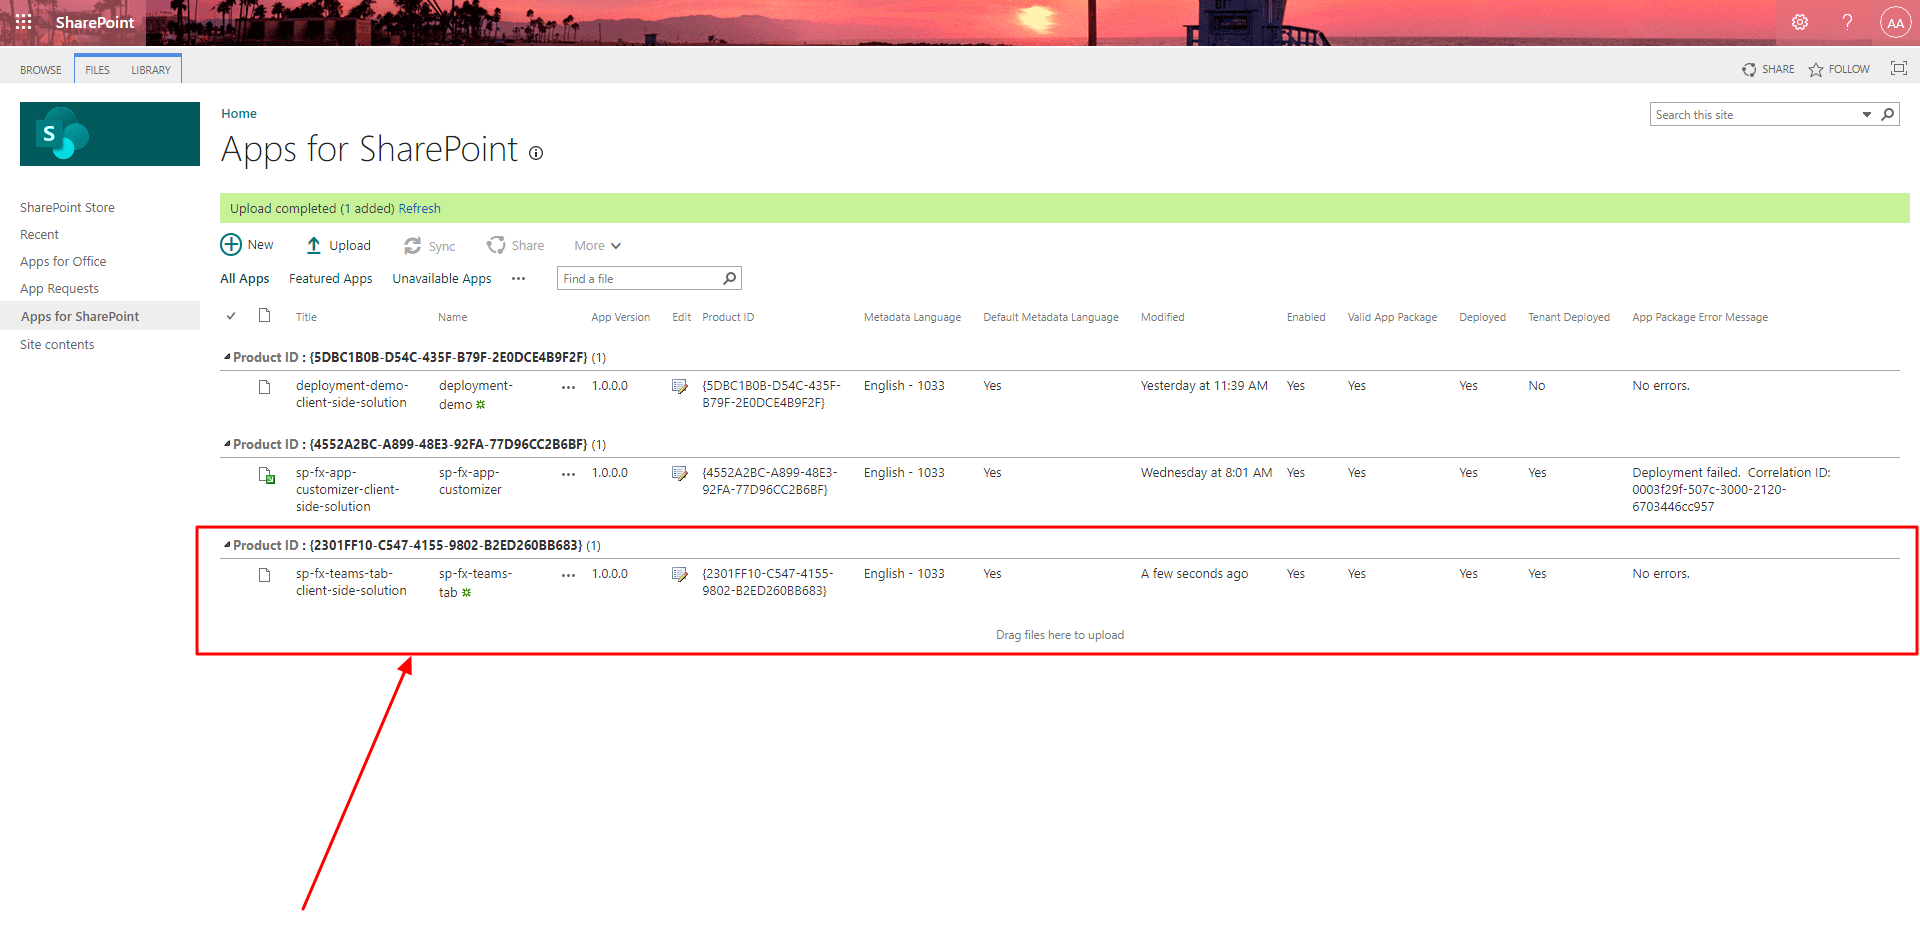 SharePoint
AA
BROWSE FILES LIBRARY SHARE FOLLOW
S
Home
Search this site
Apps for SharePoint
SharePoint Store
Recent
Apps for Office
App Requests
Apps for SharePoint
Site contents
Upload completed (1 added) Refresh
New Upload Sync Share More
All Apps Featured Apps Unavailable Apps ••• Find a file
Title Name App Version Edit Product ID Metadata Language Default Metadata Language Modified Enabled Valid App Package Deployed Tenant Deployed App Package Error Message
Product ID : {5DBC1B0B-D54C-435F-B79F-2E0DCE4B9F2F} (1)
deployment-demo- deployment- ••• 1.0.0.0 {5DBC1B0B-D54C-435F- English - 1033 Yes Yesterday at 11:39 AM Yes Yes Yes No No errors.
client-side-solution demo B79F-2E0DCE4B9F2F}
Product ID : {4552A2BC-A899-48E3-92FA-77D96CC2B6BF} (1)
sp-fx-app- sp-fx-app- ••• 1.0.0.0 {4552A2BC-A899-48E3- English - 1033 Yes Wednesday at 8:01 AM Yes Yes Yes Yes Deployment failed. Correlation ID:
customizer-client- customizer 92FA-77D96CC2B6BF} 0003f29f-507c-3000-2120-
side-solution 6703446cc957
Product ID : {2301FF10-C547-4155-9802-B2ED260BB683} (1)
sp-fx-teams-tab- sp-fx-teams- ••• 1.0.0.0 {2301FF10-C547-4155- English - 1033 Yes A few seconds ago Yes Yes Yes Yes No errors.
client-side-solution tab 9802-B2ED260BB683}
Drag files here to upload